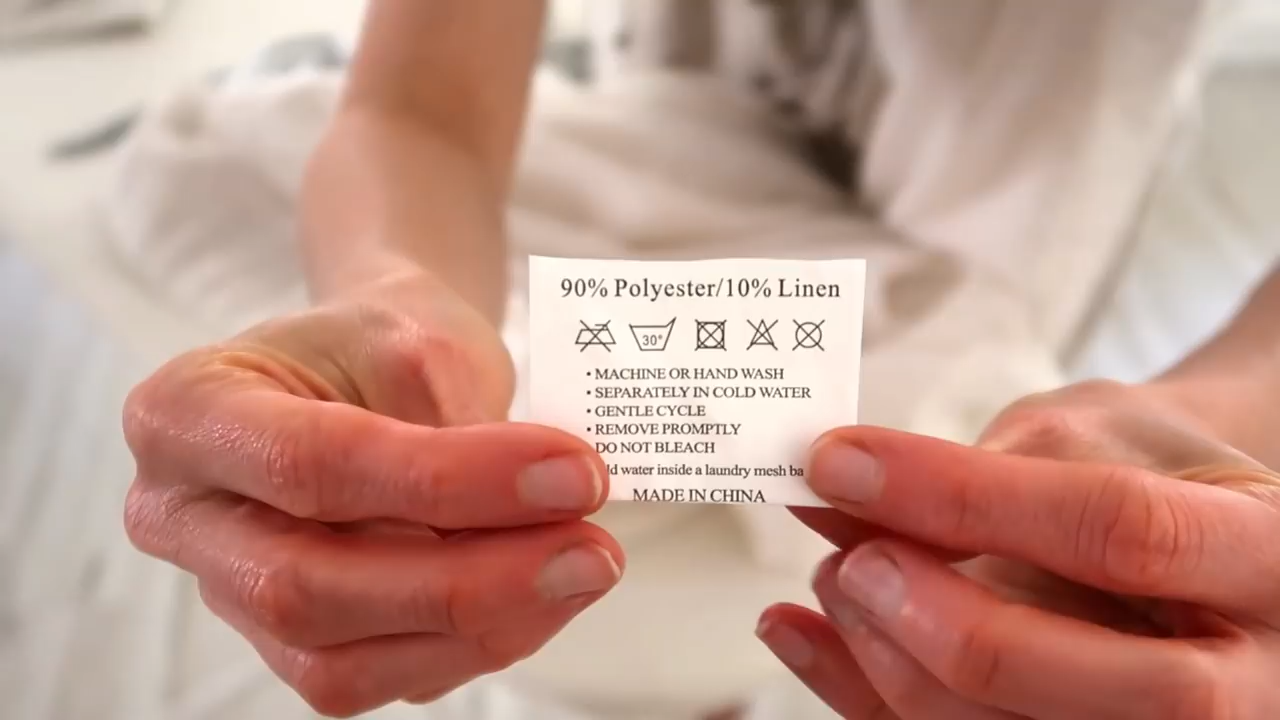 90% Polyester/10% Linen
30°
• MACHINE OR HAND WASH
• SEPARATELY IN COLD WATER
• GENTLE CYCLE
• REMOVE PROMPTLY
DO NOT BLEACH
water inside a laundry mesh
MADE IN CHINA